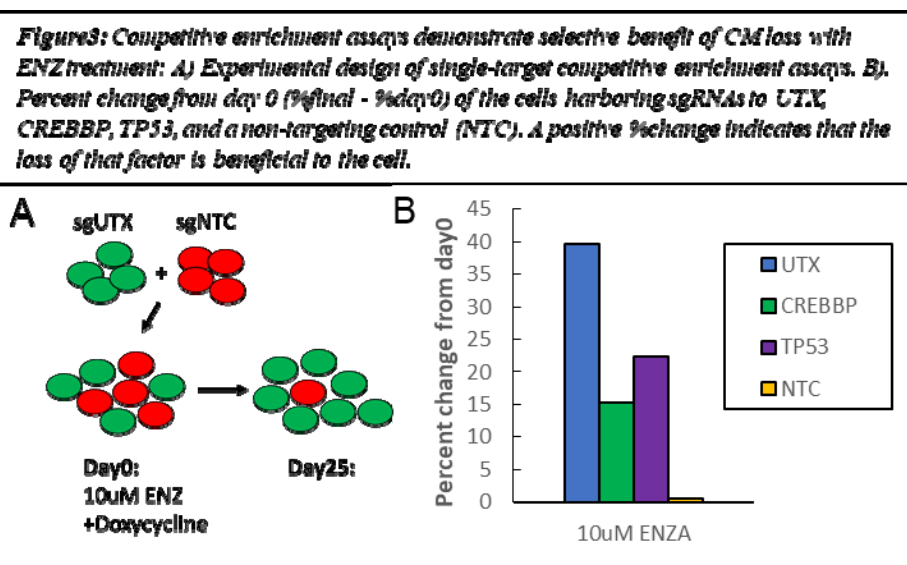 Figure3: Competitive enrichment assays demonstrate selective benefit of CM loss with
ENZ treatment: A) Experimental design of single-target competitive enrichment assays. B).
Percent change from day 0 (%final - %day0) of the cells harboring sgRNAs to UTX,
CREBBP, TP53, and a non-targeting control (NTC). A positive %change indicates that the
loss of that factor is beneficial to the cell.
A
sgUTX
sgNTC
+
Day0:
10uM ENZ
+Doxycycline
Day25:
B
Percent change from day0
45
40
35
30
25
20
15
10
5
0
10uM ENZA
UTX
CREBBP
TP53
NTC